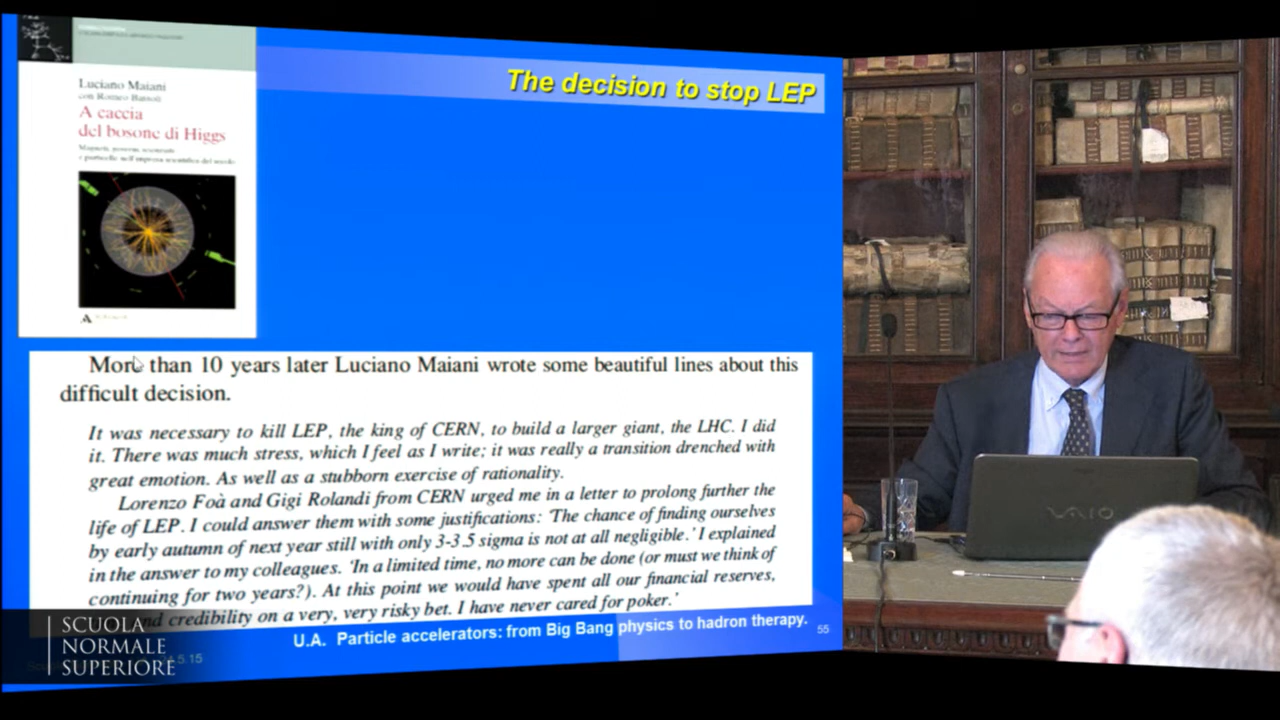 The decision to stop LEP
Luciano Maiani
con Romeo Bassoli
A caccia
del bosone di Higgs
e particelle nell'impresa scientifica del secolo
More than 10 years later Luciano Maiani wrote some beautiful lines about this
difficult decision.
It was necessary to kill LEP, the king of CERN, to build a larger giant, the LHC. I did
it. There was much stress, which I feel as I write; it was really a transition drenched with
great emotion. As well as a stubborn exercise of rationality.
Lorenzo Foà and Gigi Rolandi from CERN urged me in a letter to prolong further the
life of LEP. I could answer them with some justifications: 'The chance of finding ourselves
by early autumn of next year still with only 3-3.5 sigma is not at all negligible.' I explained
in the answer to my colleagues. 'In a limited time, no more can be done (or must we think of
continuing for two years?). At this point we would have spent all our financial reserves,
credibility on a very, very risky bet. I have never cared for poker.'
U.A. Particle accelerators: from Big Bang physics to hadron therapy.
55
5.15
SCUOLA
NORMALE
SUPERIORE
VAIO